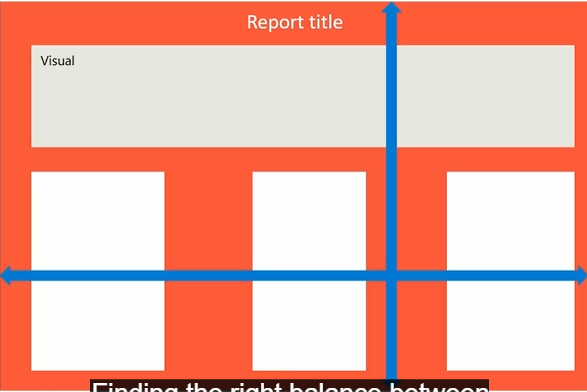 Report title
Visual
Finding the right balance between